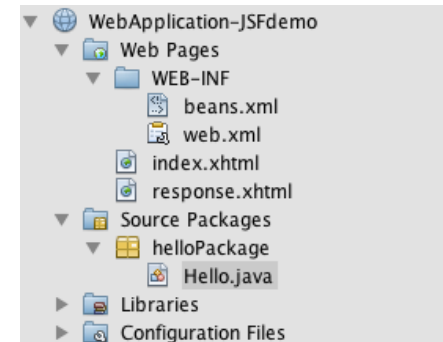 WebApplication-JSFdemo
Web Pages
WEB-INF
beans.xml
web.xml
index.xhtml
response.xhtml
Source Packages
helloPackage
Hello.java
Libraries
Configuration Files